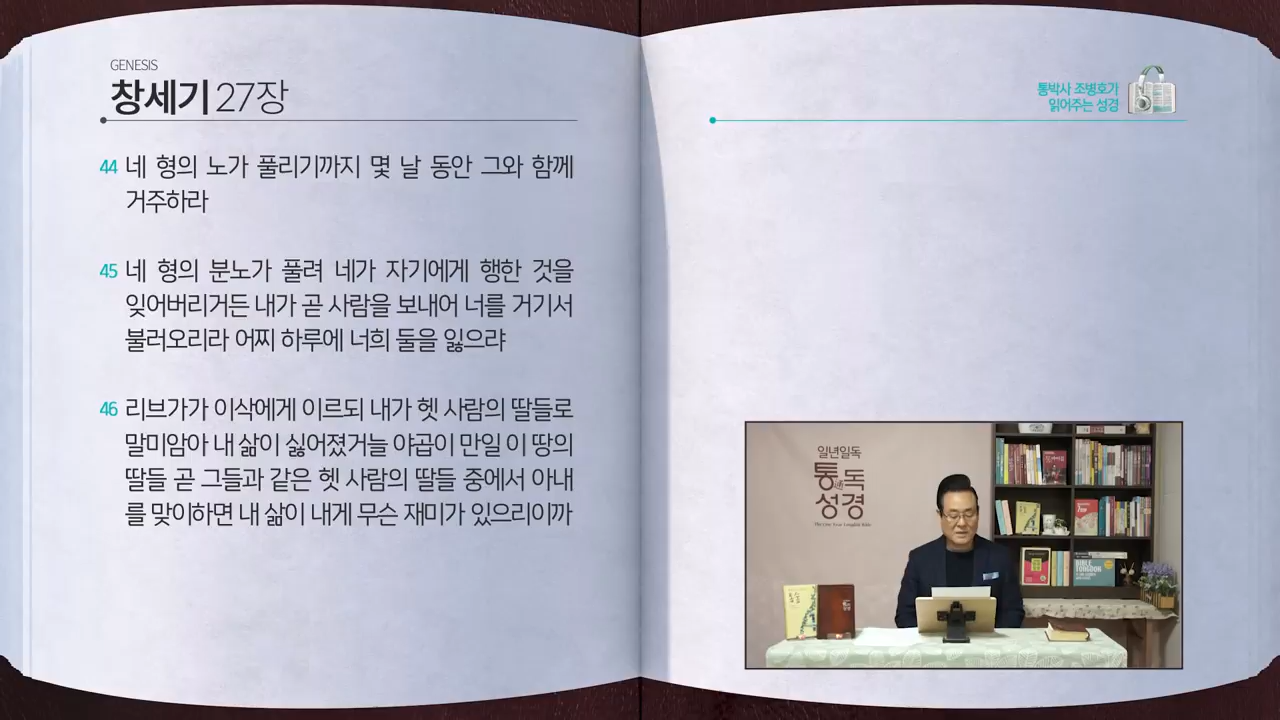 GENESIS
창세기 27장
44 네 형의 노가 풀리기까지 몇 날 동안 그와 함께
거주하라
45 네 형의 분노가 풀려 네가 자기에게 행한 것을
잊어버리거든 내가 곧 사람을 보내어 너를 거기서
불러오리라 어찌 하루에 너희 둘을 잃으랴
46 리브가가 이삭에게 이르되 내가 헷 사람의 딸들로
말미암아 내 삶이 싫어졌거늘 야곱이 만일 이 땅의
딸들 곧 그들과 같은 헷 사람의 딸들 중에서 아내
를 맞이하면 내 삶이 내게 무슨 재미가 있으리이까
통박사 조병호가
읽어주는 성경
일년일독
통독
성경
The One Year Tongdok Bible
BIBLE
TONGDOK